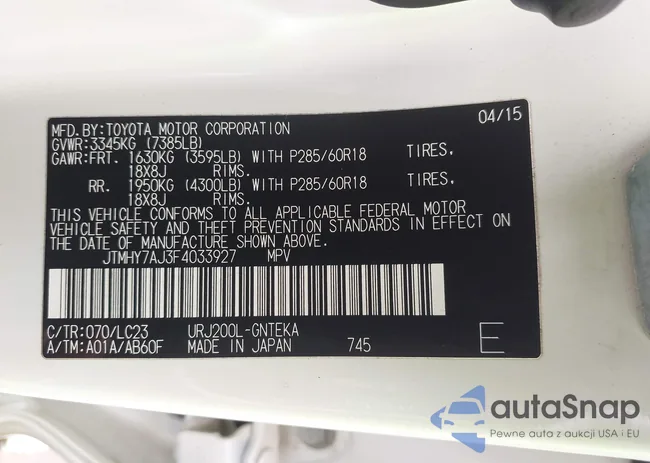 MFD.BY:TOYOTA MOTOR CORPORATION 04/15
GVWR:3345KG (7385LB)
GAWR:FRT. 1630KG (3595LB) WITH P285/60R18 TIRES,
18X8J RIMS.
RR. 1950KG (4300LB) WITH P285/60R18 TIRES,
18X8J RIMS.
THIS VEHICLE CONFORMS TO ALL APPLICABLE FEDERAL MOTOR
VEHICLE SAFETY AND THEFT PREVENTION STANDARDS IN EFFECT ON
THE DATE OF MANUFACTURE SHOWN ABOVE.
JTMHY7AJ3F4033927 MPV
C/TR:070/LC23 URJ200L-GNTEKA
A/TM:A01A/AB60F MADE IN JAPAN 745 E
autaSnap
Pewne auta z aukcji USA i EU